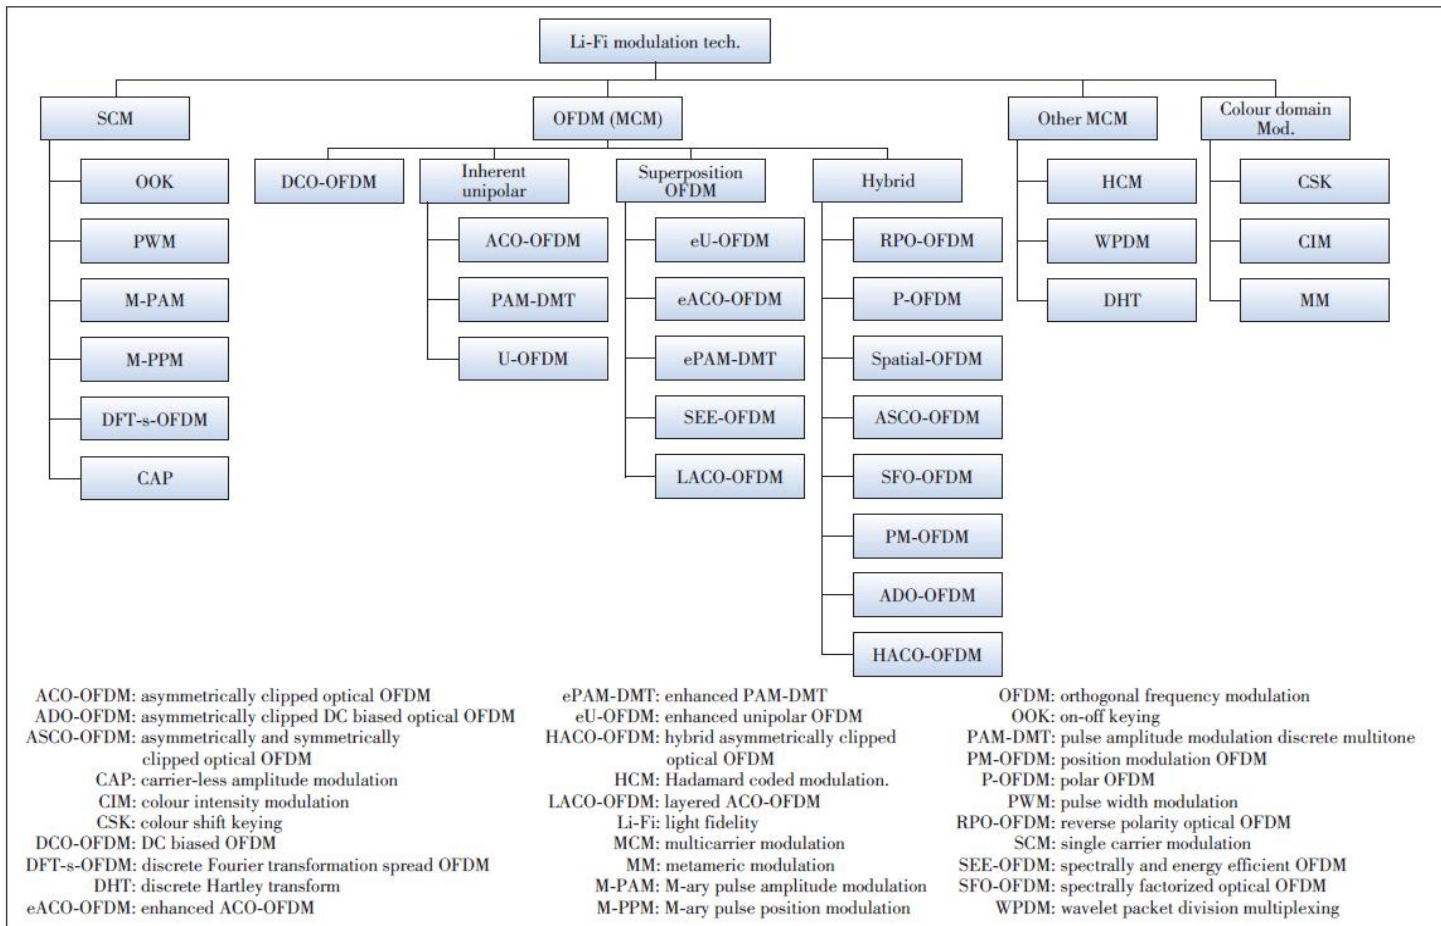 Li-Fi modulation tech.
SCM
OFDM (MCM)
Other MCM
Colour domain
Mod.
OOK
PWM
M-PAM
M-PPM
DFT-s-OFDM
CAP
DCO-OFDM
Inherent
unipolar
ACO-OFDM
PAM-DMT
U-OFDM
Superposition
OFDM
eU-OFDM
eACO-OFDM
ePAM-DMT
SEE-OFDM
LACO-OFDM
Hybrid
RPO-OFDM
P-OFDM
Spatial-OFDM
ASCO-OFDM
SFO-OFDM
PM-OFDM
ADO-OFDM
HACO-OFDM
HCM
WPDM
DHT
CSK
CIM
MM
ACO-OFDM: asymmetrically clipped optical OFDM
ADO-OFDM: asymmetrically clipped DC biased optical OFDM
ASCO-OFDM: asymmetrically and symmetrically
clipped optical OFDM
CAP: carrier-less amplitude modulation
CIM: colour intensity modulation
CSK: colour shift keying
DCO-OFDM: DC biased OFDM
DFT-s-OFDM: discrete Fourier transformation spread OFDM
DHT: discrete Hartley transform
eACO-OFDM: enhanced ACO-OFDM
ePAM-DMT: enhanced PAM-DMT
eU-OFDM: enhanced unipolar OFDM
HACO-OFDM: hybrid asymmetrically clipped
optical OFDM
HCM: Hadamard coded modulation.
LACO-OFDM: layered ACO-OFDM
Li-Fi: light fidelity
MCM: multicarrier modulation
MM: metameric modulation
M-PAM: M-ary pulse amplitude modulation
M-PPM: M-ary pulse position modulation
OFDM: orthogonal frequency modulation
OOK: on-off keying
PAM-DMT: pulse amplitude modulation discrete multitone
PM-OFDM: position modulation OFDM
P-OFDM: polar OFDM
PWM: pulse width modulation
RPO-OFDM: reverse polarity optical OFDM
SCM: single carrier modulation
SEE-OFDM: spectrally and energy efficient OFDM
SFO-OFDM: spectrally factorized optical OFDM
WPDM: wavelet packet division multiplexing